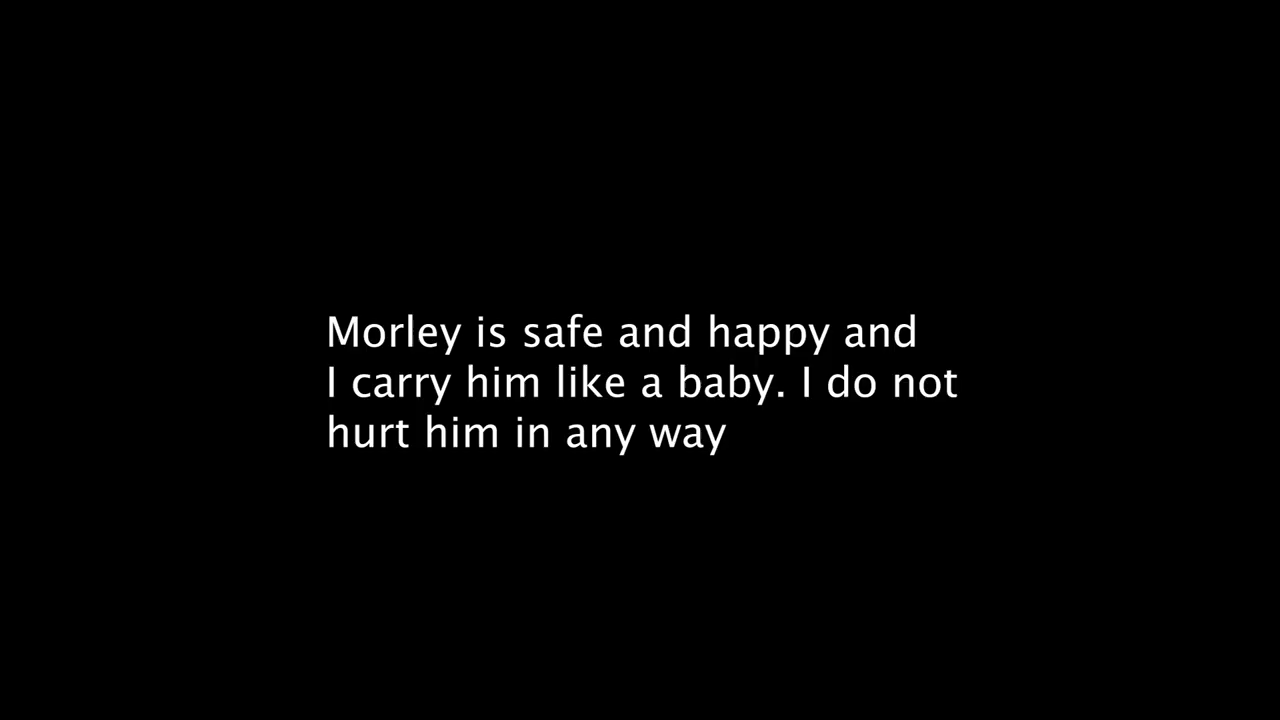 Morley is safe and happy and
I carry him like a baby. I do not
hurt him in any way